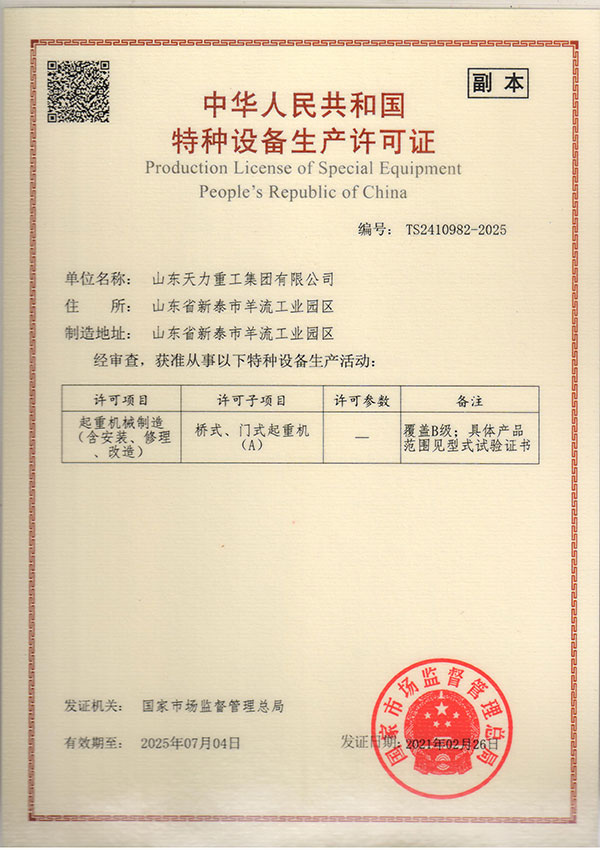 副 本
中华人民共和国
特种设备生产许可证
Production License of Special Equipment
People's Republic of China
编号： TS2410982-2025
单位名称： 山东天力重工集团有限公司
住 所： 山东省新泰市羊流工业园区
制造地址： 山东省新泰市羊流工业园区
经审查，获准从事以下特种设备生产活动：
许可项目 许可子项目 许可参数 备注
起重机械制造
（含安装、修理
、改造）
桥式、门式起重机
（A）
—
覆盖B级；具体产品
范围见型式试验证书
发证机关： 国家市场监督管理总局
有效期至： 2025年07月04日
发证日期： 2021年02月26日
国家市场监督管理总局